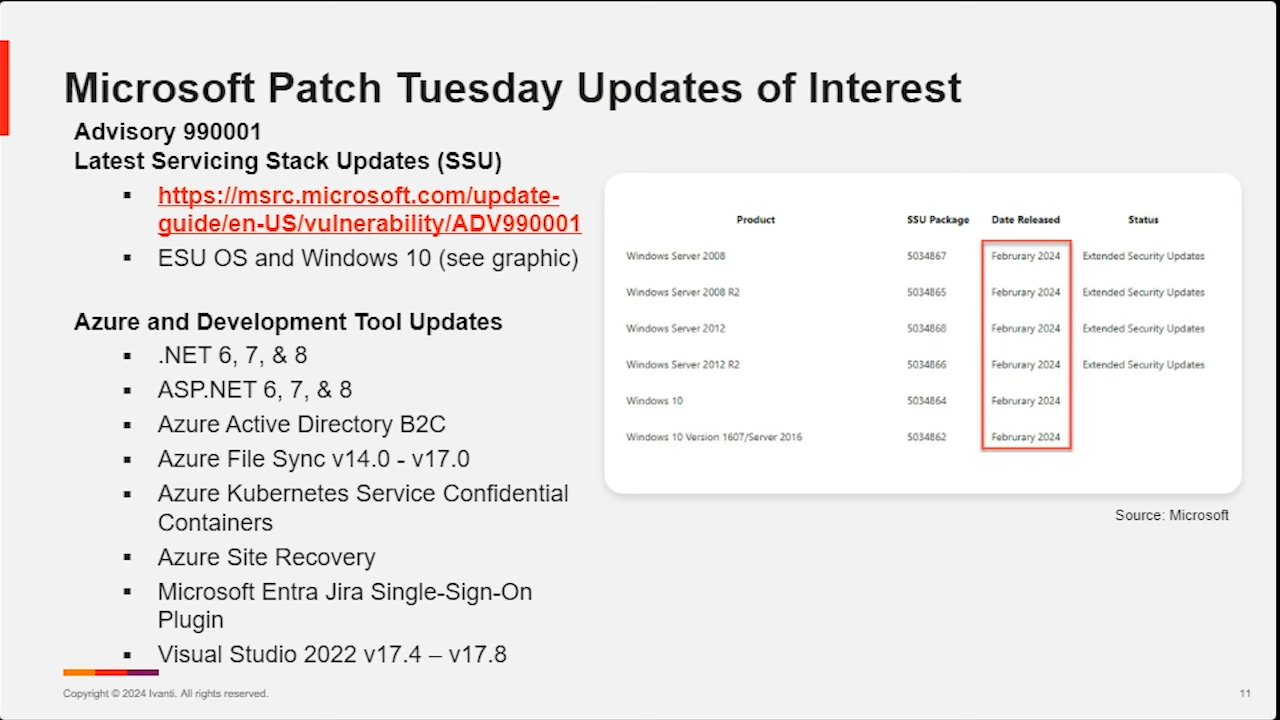 Microsoft Patch Tuesday Updates of Interest
Advisory 990001
Latest Servicing Stack Updates (SSU)
▪ https://msrc.microsoft.com/update-
guide/en-US/vulnerability/ADV990001
▪ ESU OS and Windows 10 (see graphic)
Azure and Development Tool Updates
▪ .NET 6, 7, & 8
▪ ASP.NET 6, 7, & 8
▪ Azure Active Directory B2C
▪ Azure File Sync v14.0 - v17.0
▪ Azure Kubernetes Service Confidential
Containers
▪ Azure Site Recovery
▪ Microsoft Entra Jira Single-Sign-On
Plugin
▪ Visual Studio 2022 v17.4 – v17.8
Product SSU Package Date Released Status
Windows Server 2008 5034867 Februrary 2024 Extended Security Updates
Windows Server 2008 R2 5034865 Februrary 2024 Extended Security Updates
Windows Server 2012 5034868 Februrary 2024 Extended Security Updates
Windows Server 2012 R2 5034866 Februrary 2024 Extended Security Updates
Windows 10 5034864 Februrary 2024
Windows 10 Version 1607/Server 2016 5034862 Februrary 2024
Source: Microsoft
Copyright © 2024 Ivanti. All rights reserved.
11